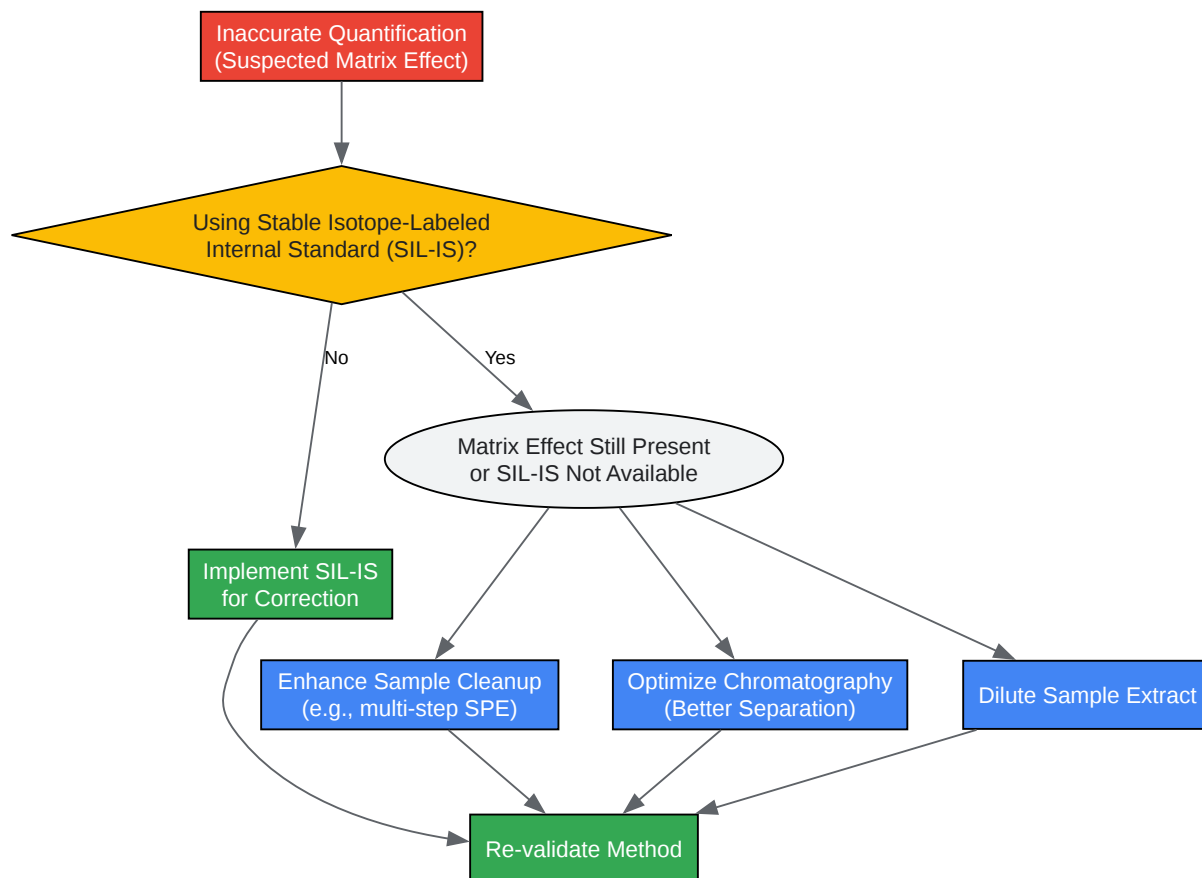 Inaccurate Quantification
(Suspected Matrix Effect)
Using Stable Isotope-Labeled
Internal Standard (SIL-IS)?
No
Yes
Matrix Effect Still Present
or SIL-IS Not Available
Implement SIL-IS
for Correction
Enhance Sample Cleanup
(e.g., multi-step SPE)
Optimize Chromatography
(Better Separation)
Dilute Sample Extract
Re-validate Method